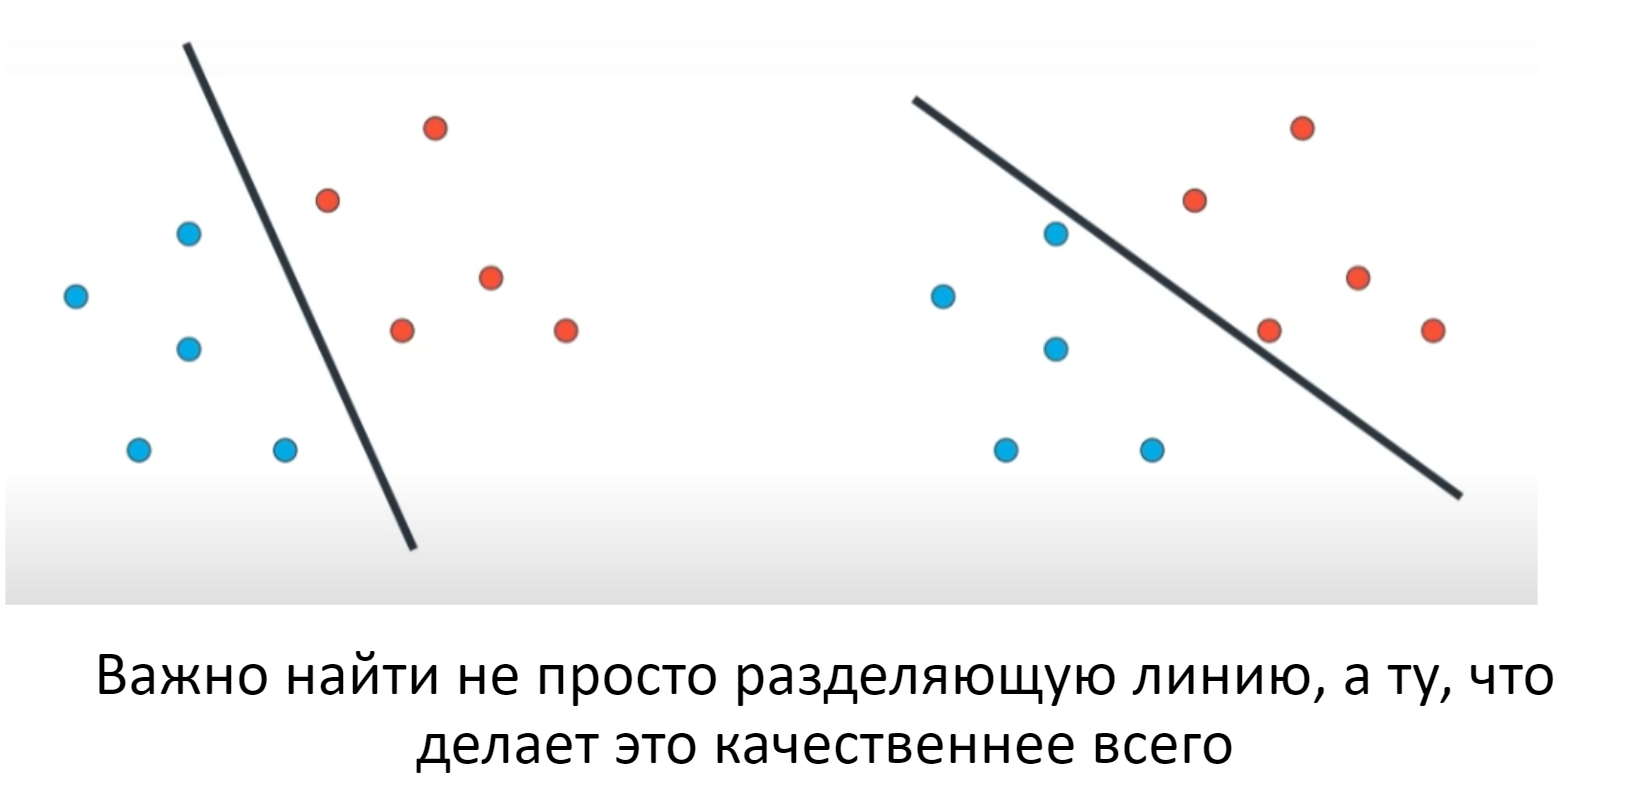 Важно найти не просто разделяющую линию, а ту, что
делает это качественнее всего